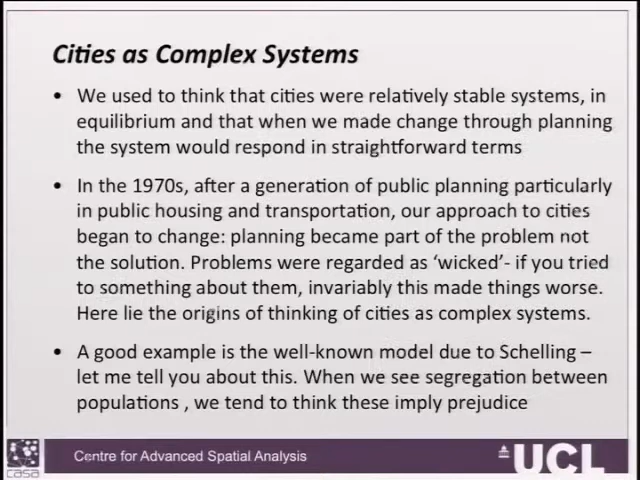 Cities as Complex Systems
• We used to think that cities were relatively stable systems, in
equilibrium and that when we made change through planning
the system would respond in straightforward terms
• In the 1970s, after a generation of public planning particularly
in public housing and transportation, our approach to cities
began to change: planning became part of the problem not
the solution. Problems were regarded as ‘wicked’- if you tried
to something about them, invariably this made things worse.
Here lie the origins of thinking of cities as complex systems.
• A good example is the well-known model due to Schelling –
let me tell you about this. When we see segregation between
populations , we tend to think these imply prejudice
casa
Centre for Advanced Spatial Analysis
UCL